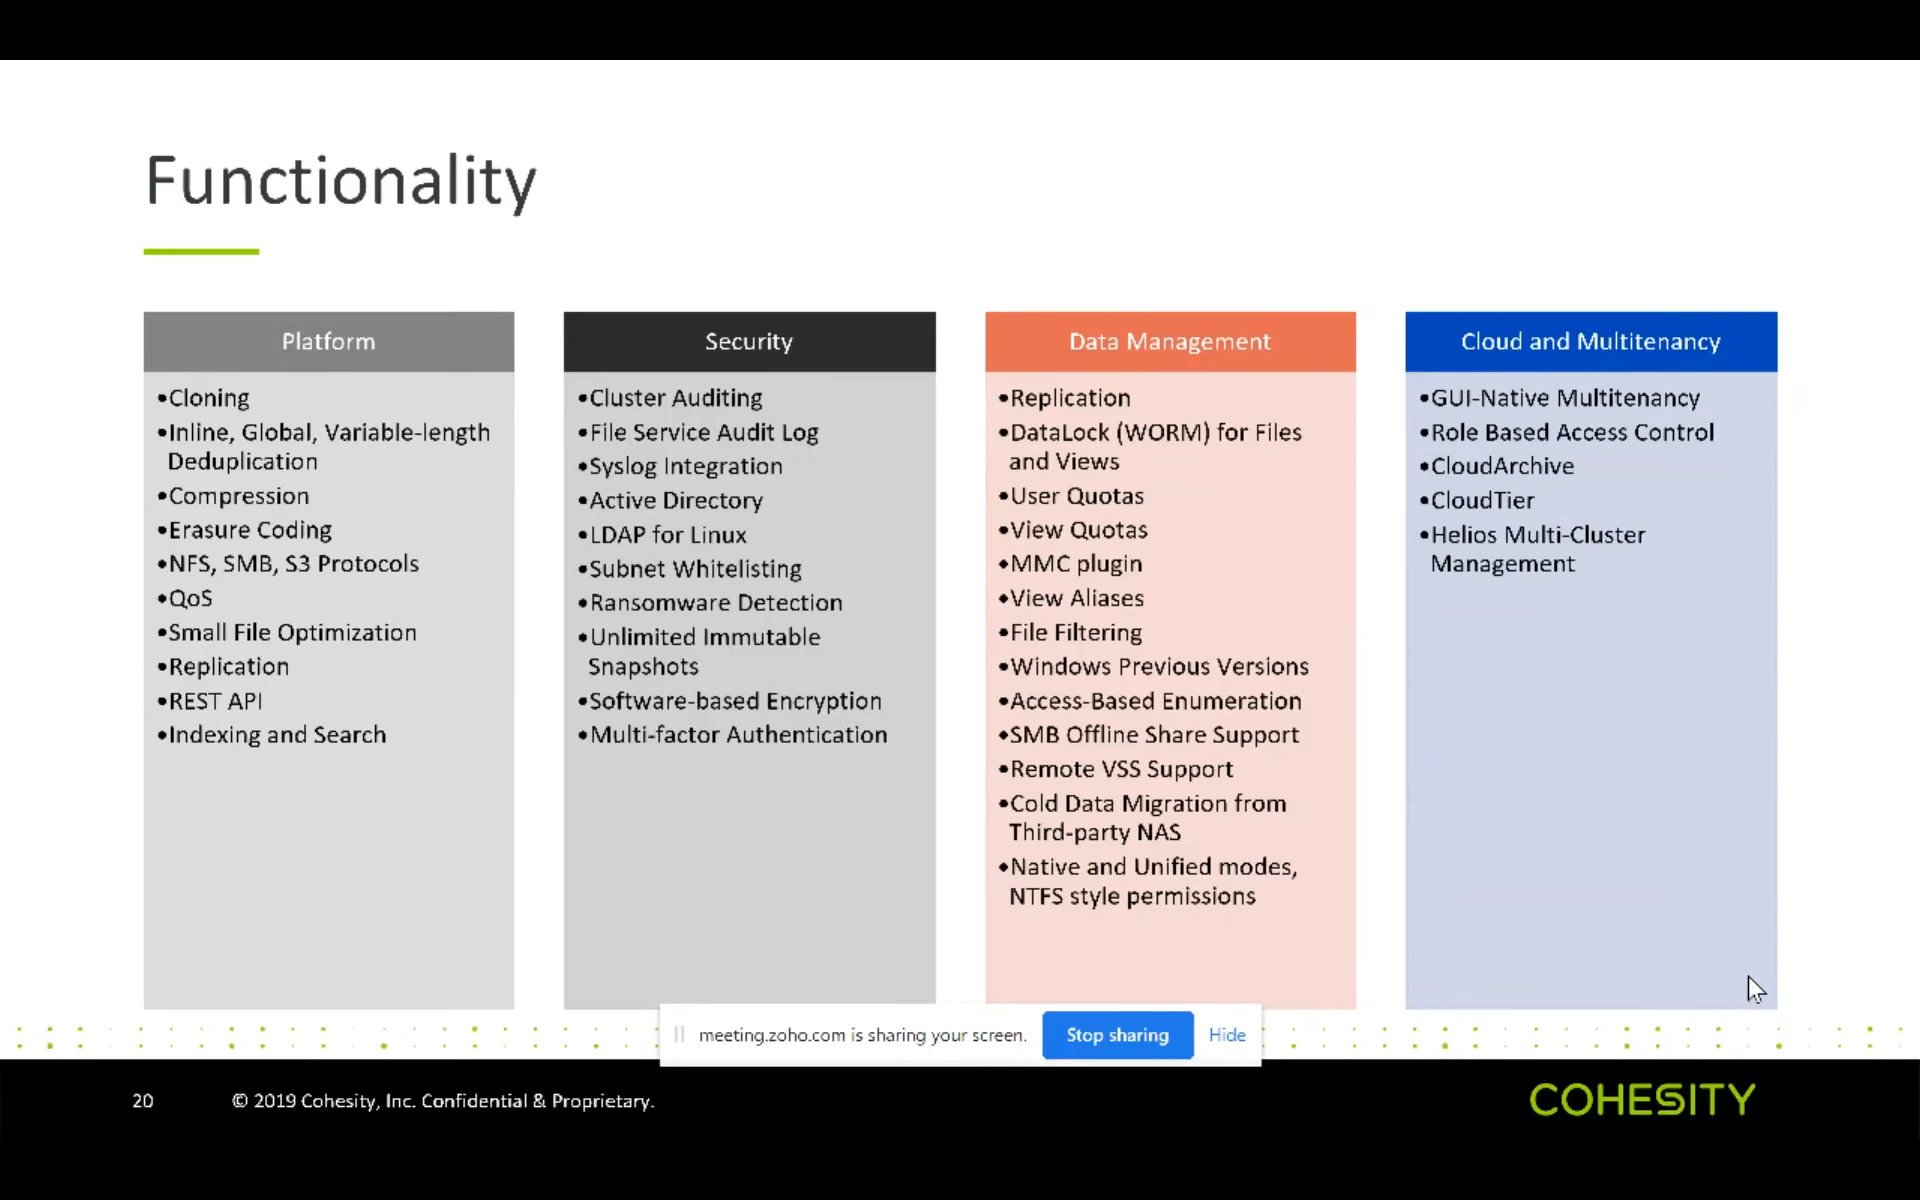 Functionality
Platform
•Cloning
•Inline, Global, Variable-length
Deduplication
•Compression
•Erasure Coding
•NFS, SMB, S3 Protocols
•QoS
•Small File Optimization
•Replication
•REST API
•Indexing and Search
Security
•Cluster Auditing
•File Service Audit Log
•Syslog Integration
•Active Directory
•LDAP for Linux
•Subnet Whitelisting
•Ransomware Detection
•Unlimited Immutable
Snapshots
•Software-based Encryption
•Multi-factor Authentication
Data Management
•Replication
•DataLock (WORM) for Files
and Views
•User Quotas
•View Quotas
•MMC plugin
•View Aliases
•File Filtering
•Windows Previous Versions
•Access-Based Enumeration
•SMB Offline Share Support
•Remote VSS Support
•Cold Data Migration from
Third-party NAS
•Native and Unified modes,
NTFS style permissions
Cloud and Multitenancy
•GUI-Native Multitenancy
•Role Based Access Control
•CloudArchive
•CloudTier
•Helios Multi-Cluster
Management
meeting.zoho.com is sharing your screen. Stop sharing Hide
20 © 2019 Cohesity, Inc. Confidential & Proprietary. COHESITY